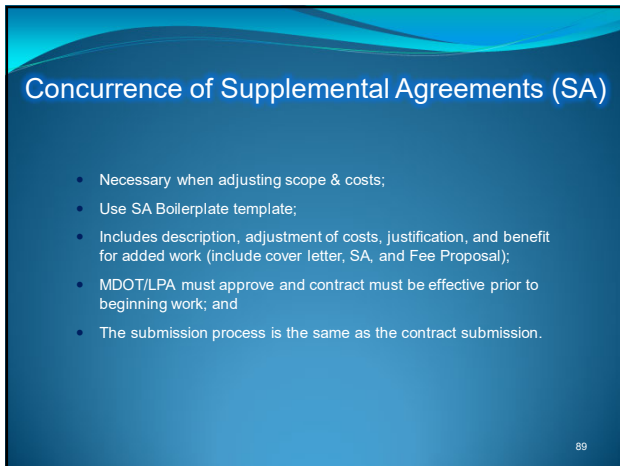 Concurrence of Supplemental Agreements (SA)
• Necessary when adjusting scope & costs;
• Use SA Boilerplate template;
• Includes description, adjustment of costs, justification, and benefit
for added work (include cover letter, SA, and Fee Proposal);
• MDOT/LPA must approve and contract must be effective prior to
beginning work; and
• The submission process is the same as the contract submission.
89